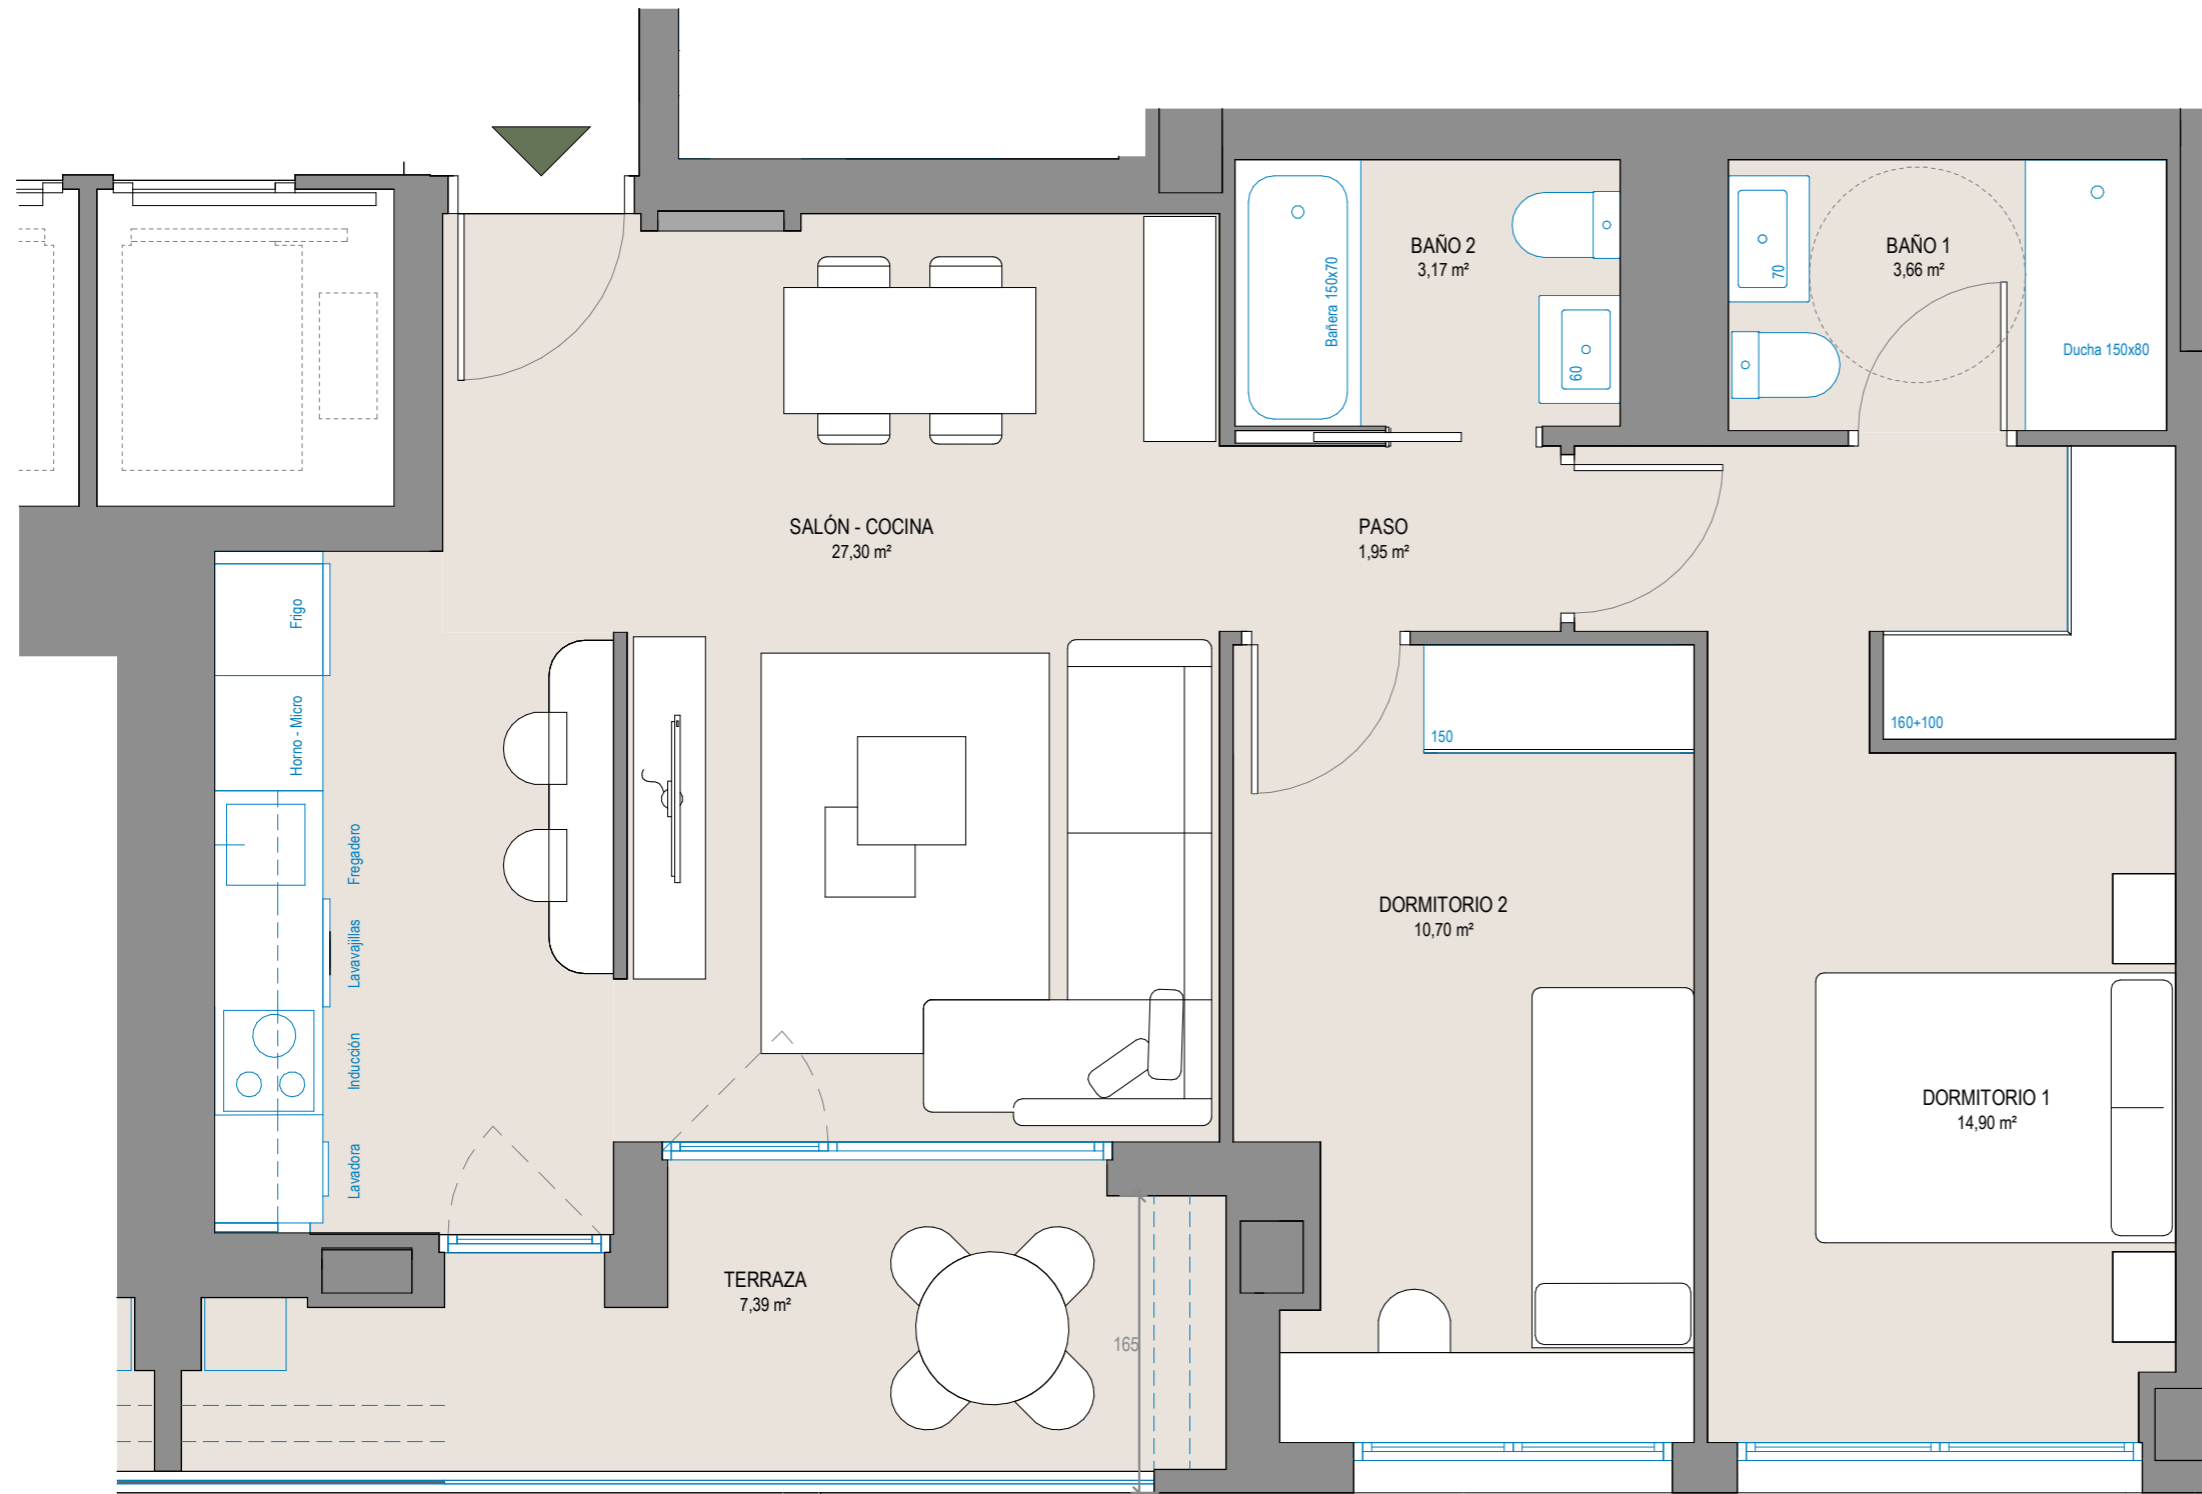 BAÑO 2
3,17 m²
BAÑO 1
3,66 m²
Bañera 150x70
70
60
Ducha 150x80
SALÓN - COCINA
27,30 m²
PASO
1,95 m²
Frigo
Horno - Micro
Fregadero
Lavavajillas
Inducción
Lavadora
150
160+100
DORMITORIO 2
10,70 m²
DORMITORIO 1
14,90 m²
TERRAZA
7,39 m²
165